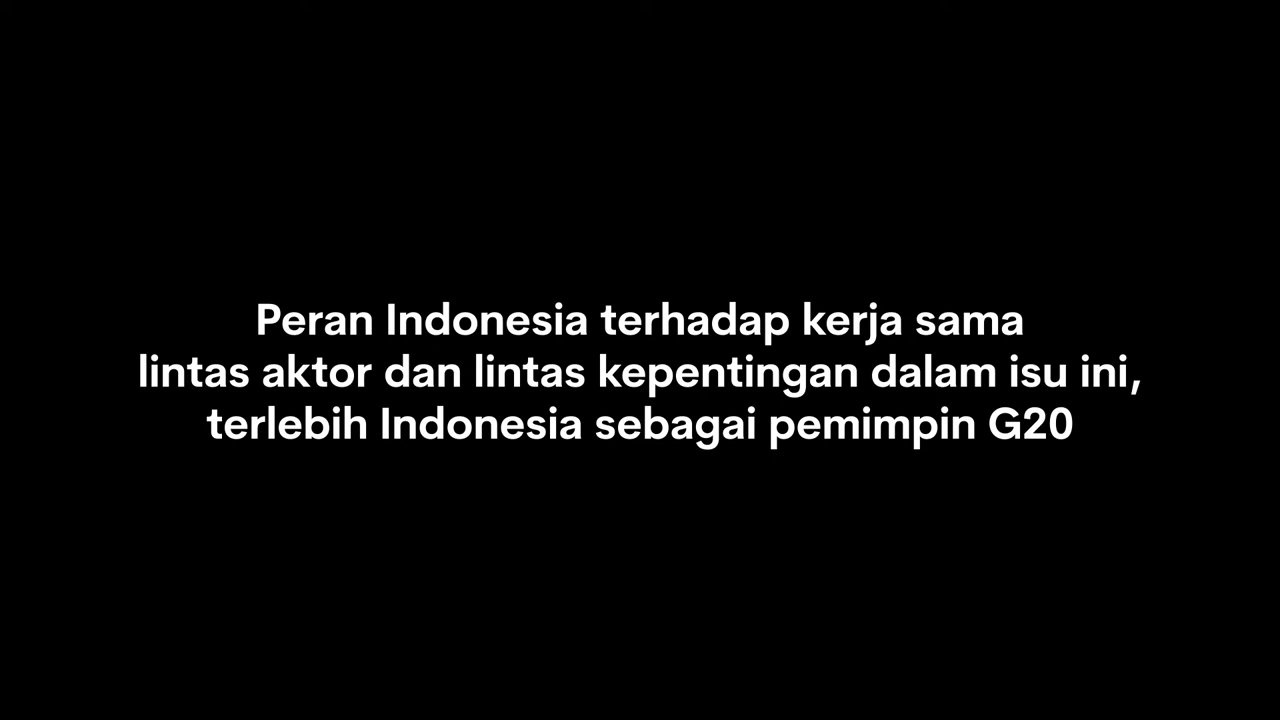 Peran Indonesia terhadap kerja sama
lintas aktor dan lintas kepentingan dalam isu ini,
terlebih Indonesia sebagai pemimpin G20